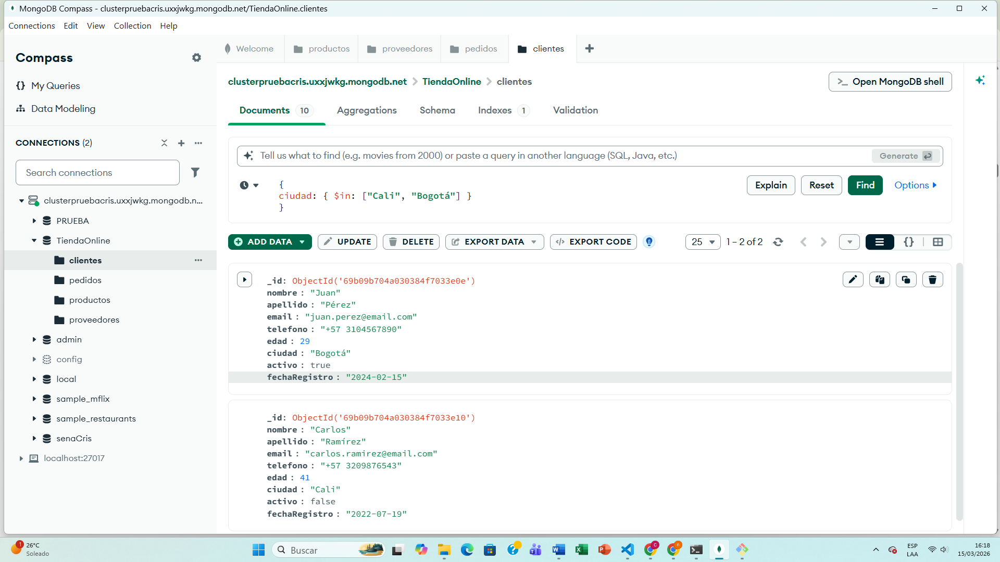 MongoDB Compass - clusterpruebacris.uxxjwkg.mongodb.net/TiendaOnline.clientes
Connections Edit View Collection Help
Compass
My Queries
Data Modeling
CONNECTIONS (2)
Search connections
clusterpruebacris.uxxjwkg.mongodb.n...
PRUEBA
TiendaOnline
clientes
pedidos
productos
proveedores
admin
config
local
sample_mflix
sample_restaurants
senaCris
localhost:27017
Welcome productos proveedores pedidos clientes
clusterpruebacris.uxxjwkg.mongodb.net > TiendaOnline > clientes
>_ Open MongoDB shell
Documents 10 Aggregations Schema Indexes 1 Validation
Tell us what to find (e.g. movies from 2000) or paste a query in another language (SQL, Java, etc.)
Generate
{
ciudad: { $in: ["Cali", "Bogotá"] }
}
Explain Reset Find Options
ADD DATA UPDATE DELETE EXPORT DATA EXPORT CODE 25 1 – 2 of 2
_id: ObjectId('69b09b704a030384f7033e0e')
nombre : "Juan"
apellido : "Pérez"
email : "juan.perez@email.com"
telefono : "+57 3104567890"
edad : 29
ciudad : "Bogotá"
activo : true
fechaRegistro : "2024-02-15"
_id: ObjectId('69b09b704a030384f7033e10')
nombre : "Carlos"
apellido : "Ramírez"
email : "carlos.ramirez@email.com"
telefono : "+57 3209876543"
edad : 41
ciudad : "Cali"
activo : false
fechaRegistro : "2022-07-19"
1
26°C
Soleado
Buscar
ESP
LAA
16:18
15/03/2026